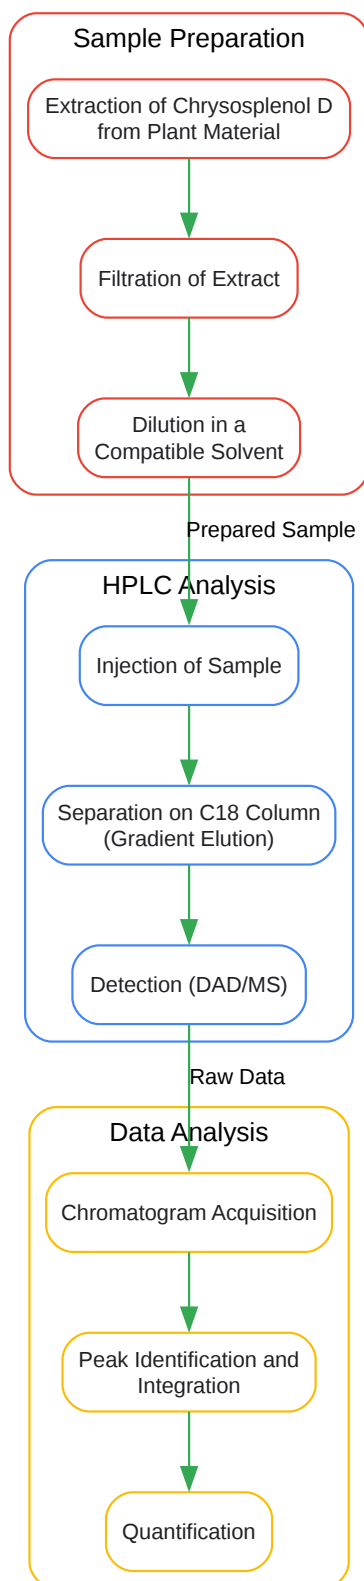 Sample Preparation
Extraction of Chrysosplenol D
from Plant Material
Filtration of Extract
Dilution in a
Compatible Solvent
Prepared Sample
HPLC Analysis
Injection of Sample
Separation on C18 Column
(Gradient Elution)
Detection (DAD/MS)
Raw Data
Data Analysis
Chromatogram Acquisition
Peak Identification and
Integration
Quantification